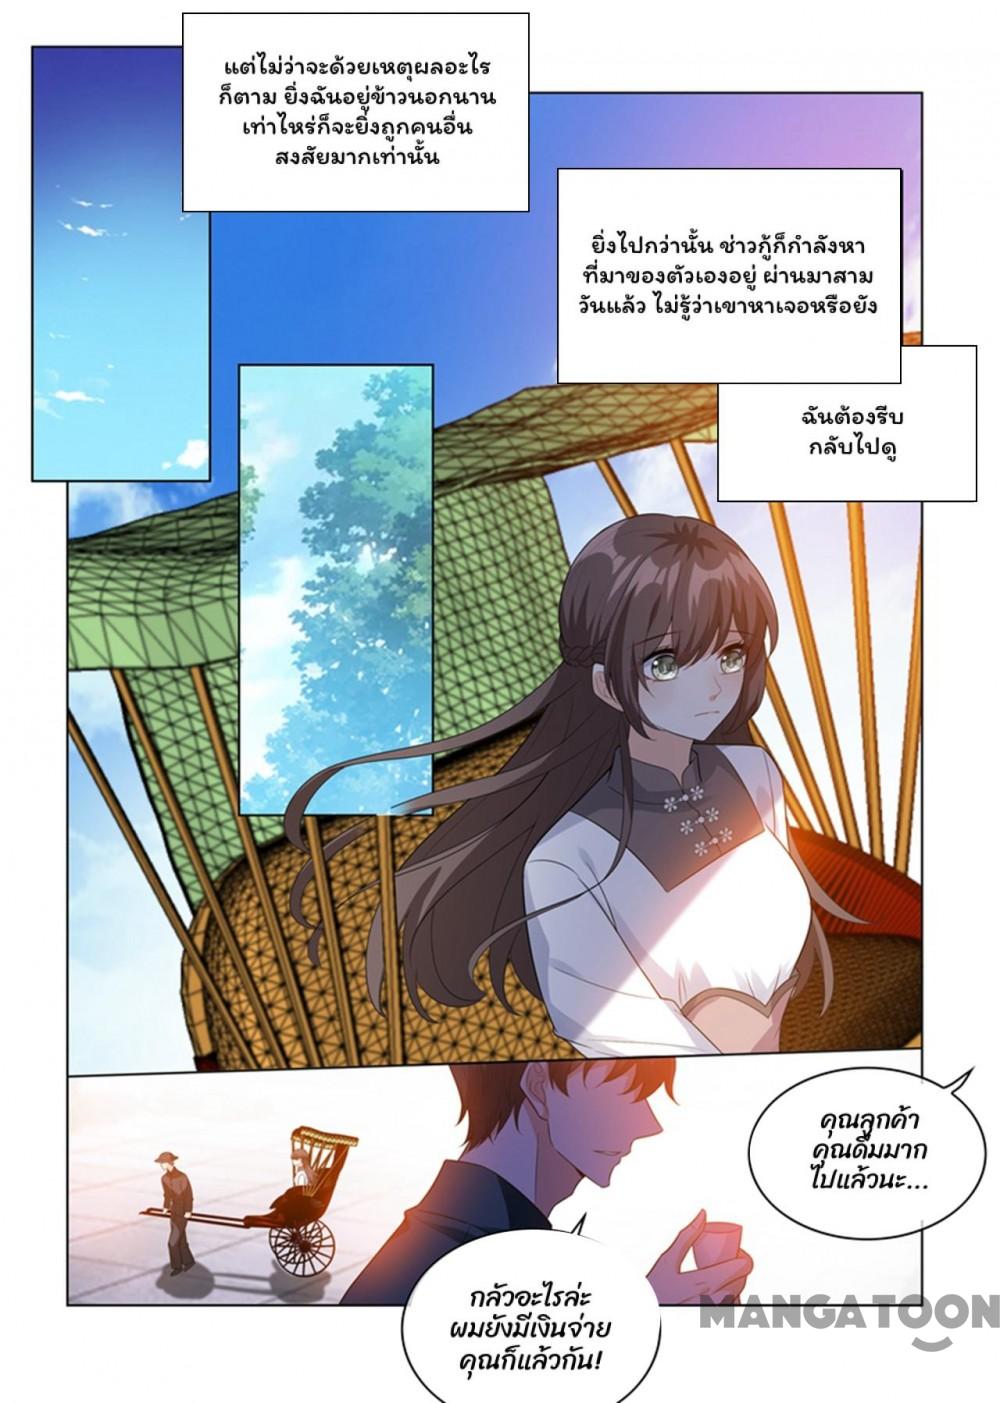 แต่ไม่ว่าจะด้วยเหตุผลอะไร
ก็ตาม ยิ่งฉันอยู่ข้าวนอกนาน
เท่าไหร่ก็จะยิ่งถูกคนอื่น
สงสัยมากเท่านั้น
ยิ่งไปกว่านั้น ช่าวกู้ก็กำลังหา
ที่มาของตัวเองอยู่ ผ่านมาสาม
วันแล้ว ไม่รู้ว่าเขาหาเจอหรือยัง
ฉันต้องรีบ
กลับไปดู
คุณลูกค้า
คุณดื่มมาก
ไปแล้วนะ...
กลัวอะไรล่ะ
ผมยังมีเงินจ่าย
คุณก็แล้วกัน!
MANGATOON